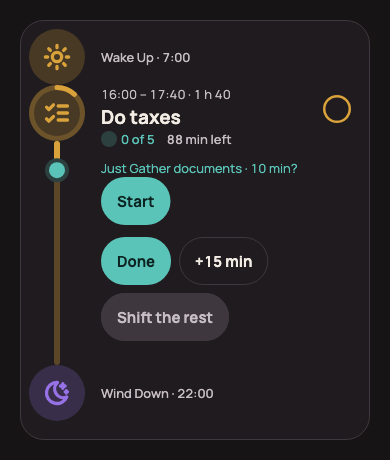 Wake Up · 7:00
16:00 – 17:40 · 1 h 40
Do taxes
0 of 5 88 min left
Just Gather documents · 10 min?
Start
Done +15 min
Shift the rest
Wind Down · 22:00